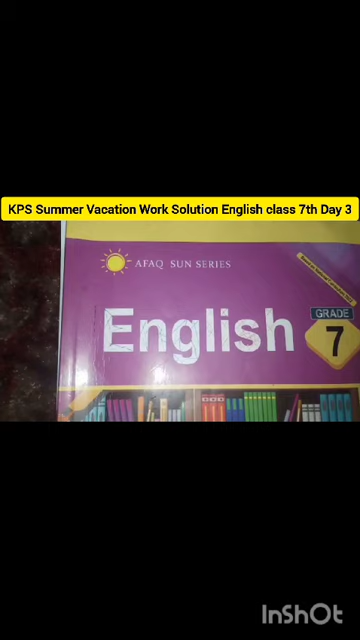 KPS Summer Vacation Work Solution English class 7th Day 3
AFAQ SUN SERIES
English
GRADE
7
InShOt